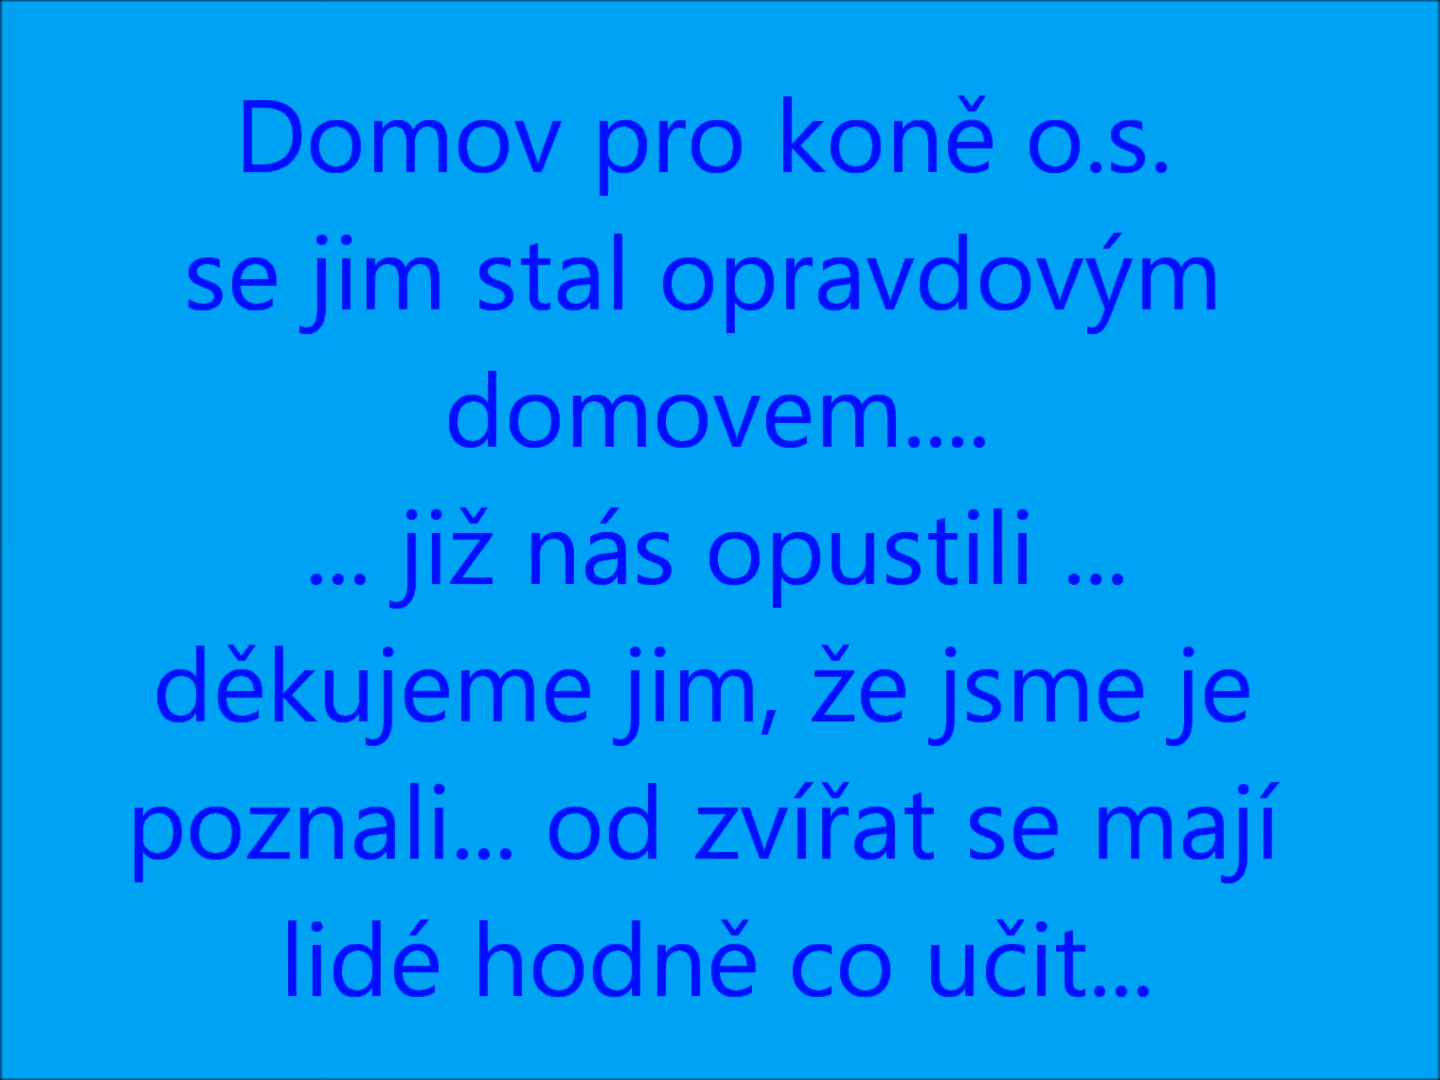 Domov pro koně o.s.
se jim stal opravdovým
domovem....
... již nás opustili ...
děkujeme jim, že jsme je
poznali... od zvířat se mají
lidé hodně co učit...